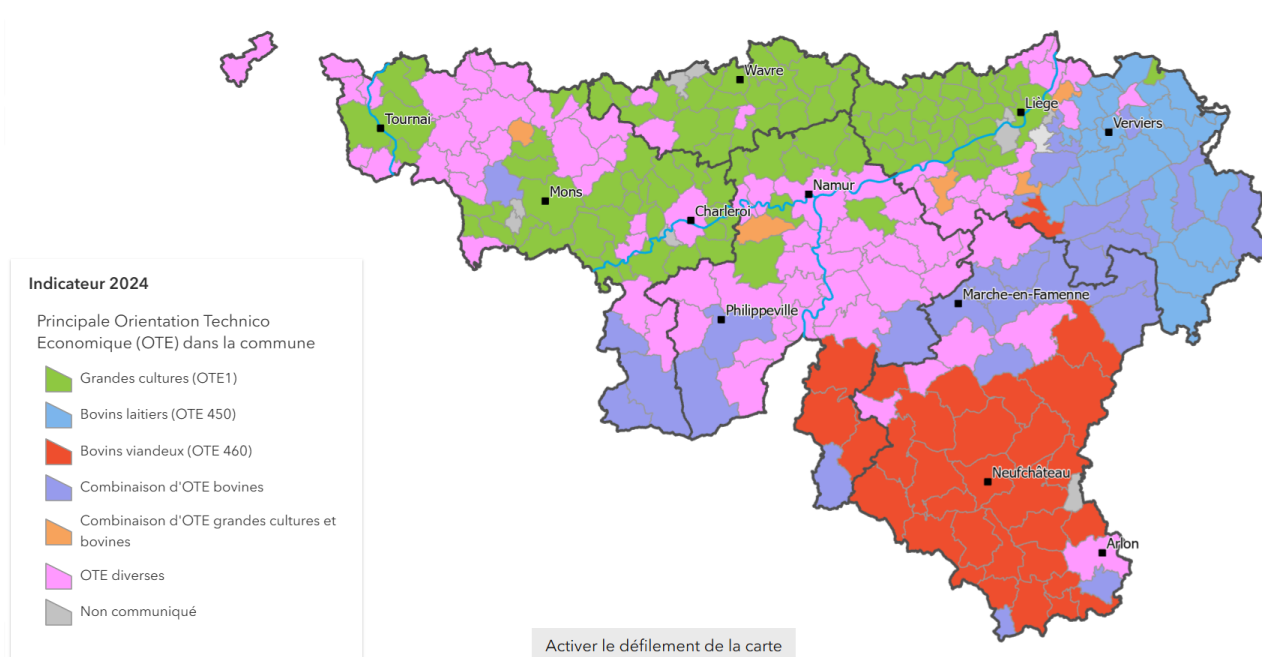 Wavre
Liège
Verviers
Tournai
Mons
Namur
Charleroi
Marche-en-Famenne
Philippeville
Neufchâteau
Arlon
Indicateur 2024
Principale Orientation Technico
Economique (OTE) dans la commune
Grandes cultures (OTE1)
Bovins laitiers (OTE 450)
Bovins viandeux (OTE 460)
Combinaison d'OTE bovines
Combinaison d'OTE grandes cultures et
bovines
OTE diverses
Non communiqué
Activer le défilement de la carte